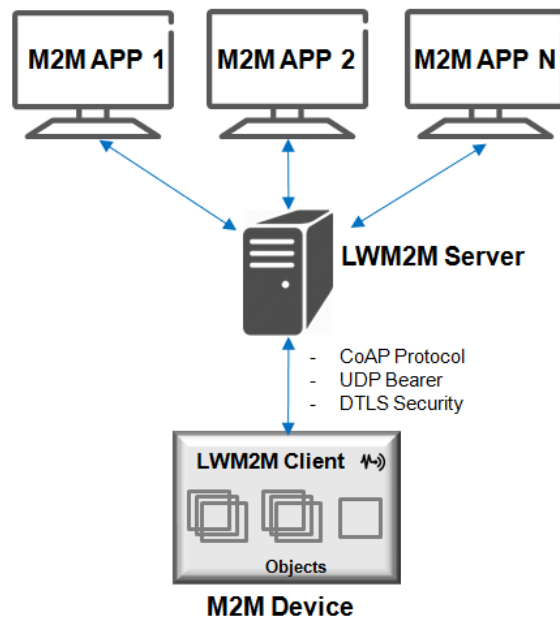 M2M APP 1
M2M APP 2
M2M APP N
LWM2M Server
- CoAP Protocol
- UDP Bearer
- DTLS Security
LWM2M Client
Objects
M2M Device